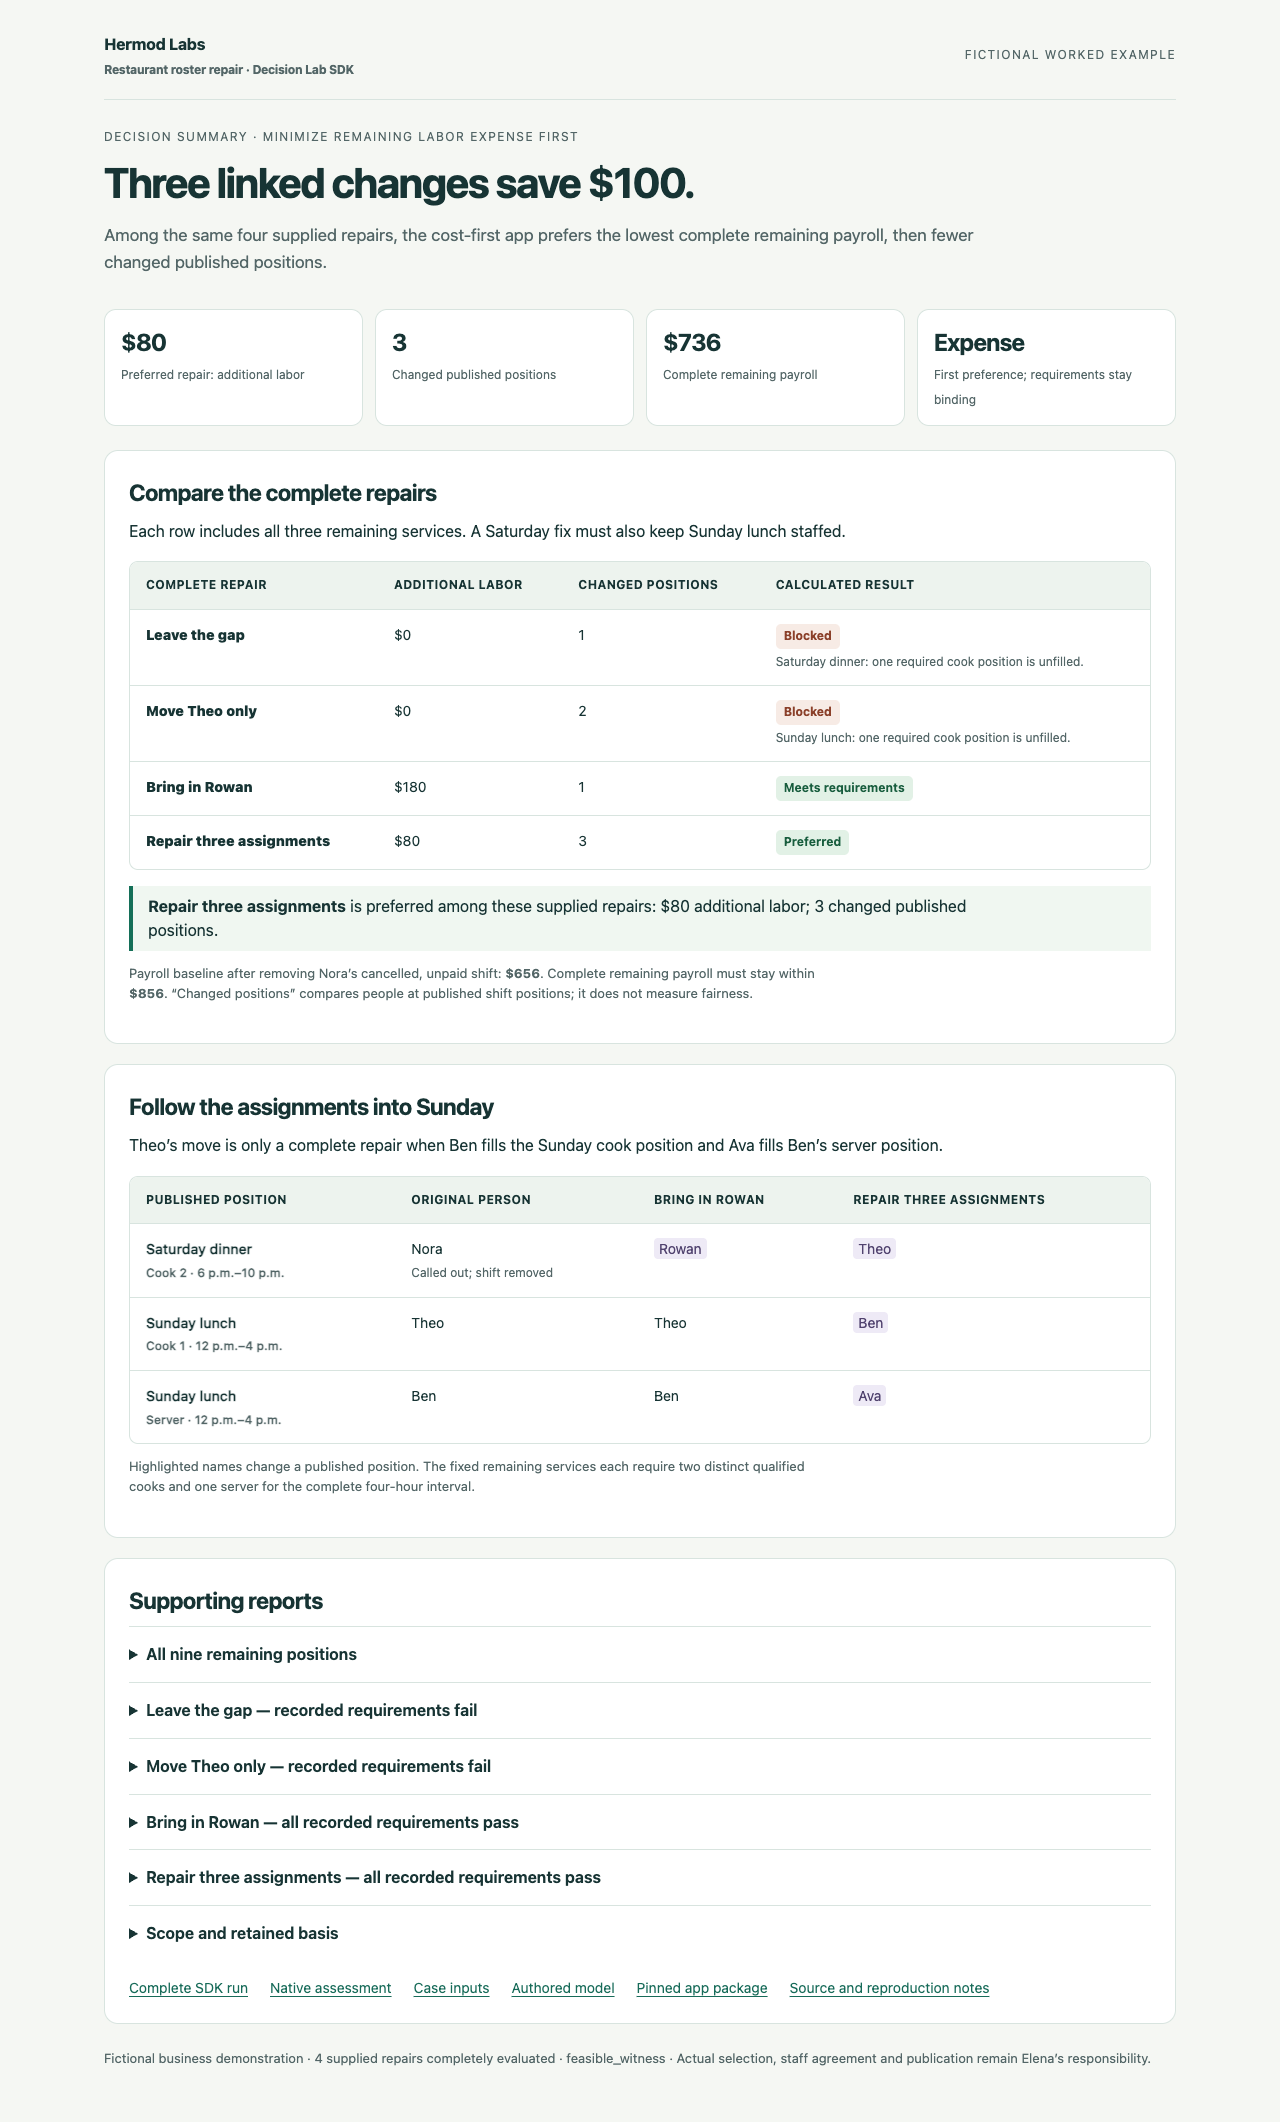 Hermod Labs
Restaurant roster repair · Decision Lab SDK
FICTIONAL WORKED EXAMPLE
DECISION SUMMARY · MINIMIZE REMAINING LABOR EXPENSE FIRST
Three linked changes save $100.
Among the same four supplied repairs, the cost-first app prefers the lowest complete remaining payroll, then fewer
changed published positions.
$80
Preferred repair: additional labor
3
Changed published positions
$736
Complete remaining payroll
Expense
First preference; requirements stay
binding
Compare the complete repairs
Each row includes all three remaining services. A Saturday fix must also keep Sunday lunch staffed.
COMPLETE REPAIR ADDITIONAL LABOR CHANGED POSITIONS CALCULATED RESULT
Leave the gap $0 1 Blocked
Saturday dinner: one required cook position is unfilled.
Move Theo only $0 2 Blocked
Sunday lunch: one required cook position is unfilled.
Bring in Rowan $180 1 Meets requirements
Repair three assignments $80 3 Preferred
Repair three assignments is preferred among these supplied repairs: $80 additional labor; 3 changed published
positions.
Payroll baseline after removing Nora’s cancelled, unpaid shift: $656. Complete remaining payroll must stay within
$856. “Changed positions” compares people at published shift positions; it does not measure fairness.
Follow the assignments into Sunday
Theo’s move is only a complete repair when Ben fills the Sunday cook position and Ava fills Ben’s server position.
PUBLISHED POSITION ORIGINAL PERSON BRING IN ROWAN REPAIR THREE ASSIGNMENTS
Saturday dinner Nora Rowan Theo
Cook 2 · 6 p.m.–10 p.m. Called out; shift removed
Sunday lunch Theo Theo Ben
Cook 1 · 12 p.m.–4 p.m.
Sunday lunch Ben Ben Ava
Server · 12 p.m.–4 p.m.
Highlighted names change a published position. The fixed remaining services each require two distinct qualified
cooks and one server for the complete four-hour interval.
Supporting reports
▶ All nine remaining positions
▶ Leave the gap — recorded requirements fail
▶ Move Theo only — recorded requirements fail
▶ Bring in Rowan — all recorded requirements pass
▶ Repair three assignments — all recorded requirements pass
▶ Scope and retained basis
Complete SDK run Native assessment Case inputs Authored model Pinned app package Source and reproduction notes
Fictional business demonstration · 4 supplied repairs completely evaluated · feasible_witness · Actual selection, staff agreement and publication remain Elena’s responsibility.